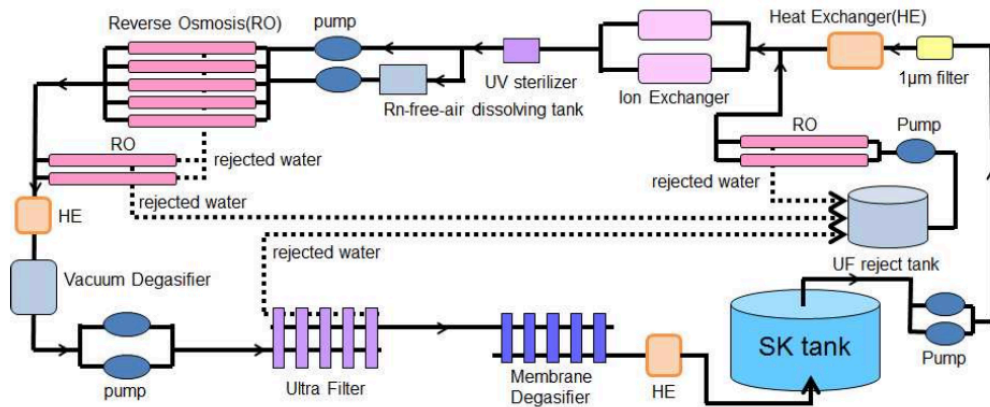 Reverse Osmosis(RO)
pump
Heat Exchanger(HE)
UV sterilizer
1μm filter
Rn-free-air dissolving tank
Ion Exchanger
RO
Pump
RO
rejected water
rejected water
rejected water
HE
rejected water
UF reject tank
Vacuum Degasifier
SK tank
pump
Ultra Filter
Membrane
Degasifier
HE
Pump